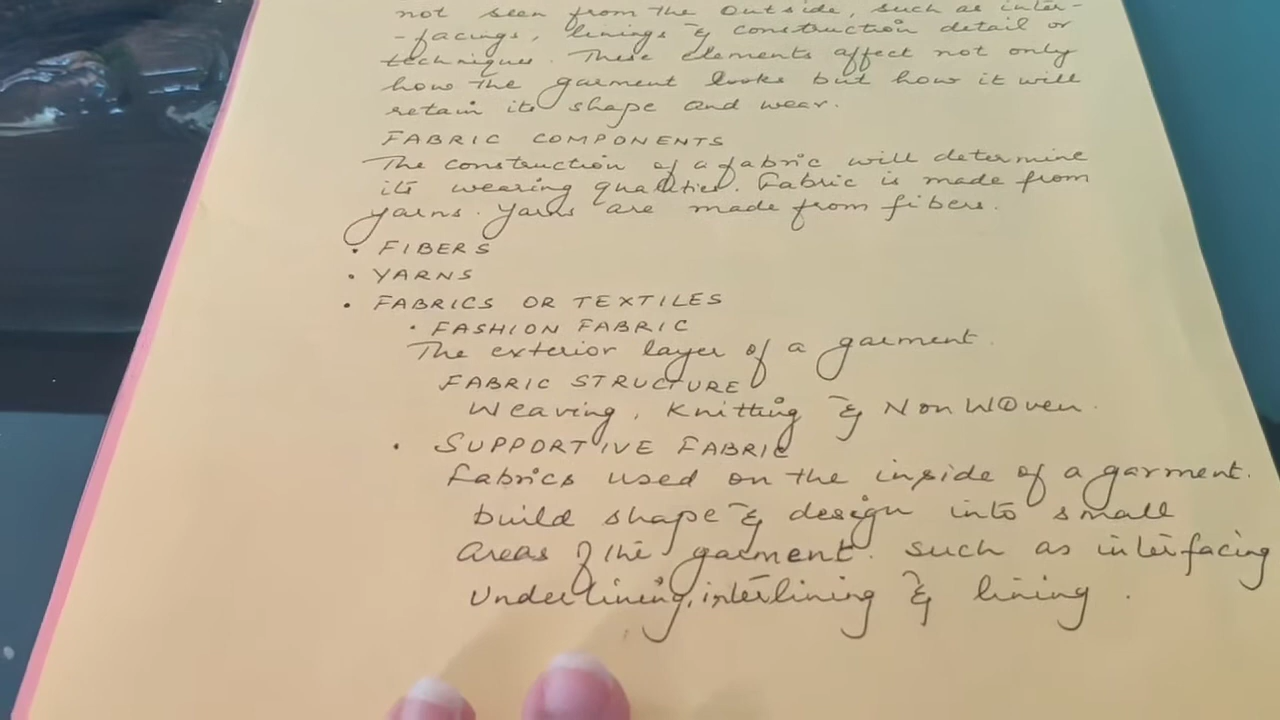 not seen from the outside, such as inter-
-facings, linings & construction detail or
techniques. These elements affect not only
how the garment looks but how it will
retain its shape and wear.
FABRIC COMPONENTS
The construction of a fabric will determine
its wearing qualities. Fabric is made from
yarns. Yarns are made from fibers.
• FIBERS
• YARNS
• FABRICS OR TEXTILES
• FASHION FABRIC
The exterior layer of a garment.
FABRIC STRUCTURE
Weaving, Knitting & Non Woven.
• SUPPORTIVE FABRIC
Fabrics used on the inside of a garment.
build shape & design into small
areas of the garment. such as interfacing
underlining, interlining & lining.